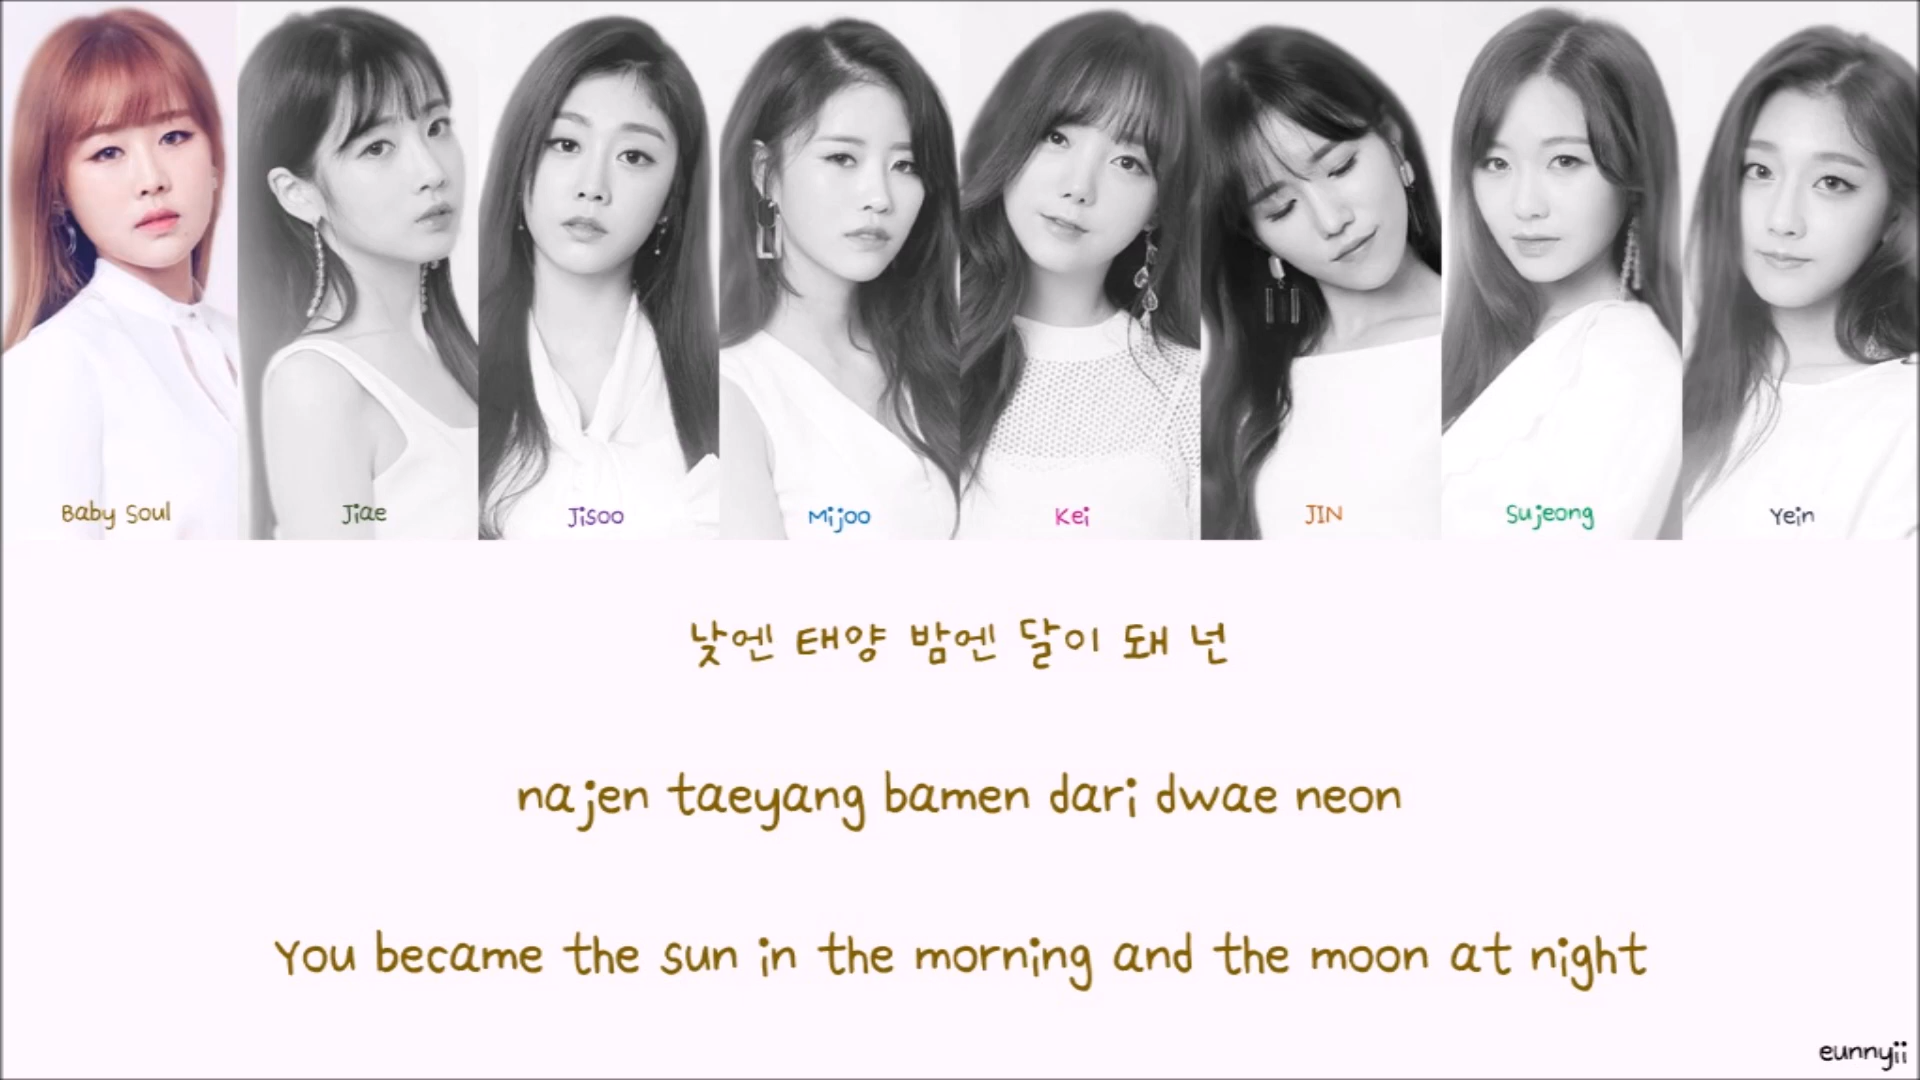 Baby Soul Jiae Jisoo Mijoo Kei JIN Sujeong Yein
낮엔 태양 밤엔 달이 돼 넌
najen taeyang bamen dari dwae neon
You became the sun in the morning and the moon at night
eunnyii